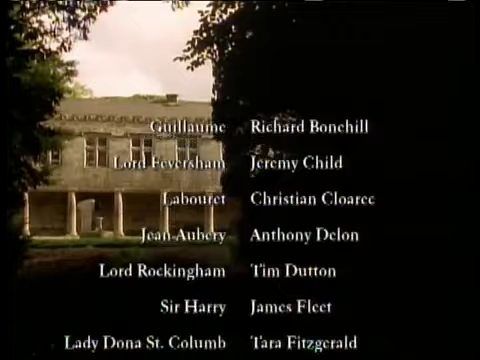 Guillaume Richard Bonehill
Lord Feversham Jeremy Child
Labouret Christian Cloarec
Jean-Aubery Anthony Delon
Lord Rockingham Tim Dutton
Sir Harry James Fleet
Lady Dona St. Columb Tara Fitzgerald